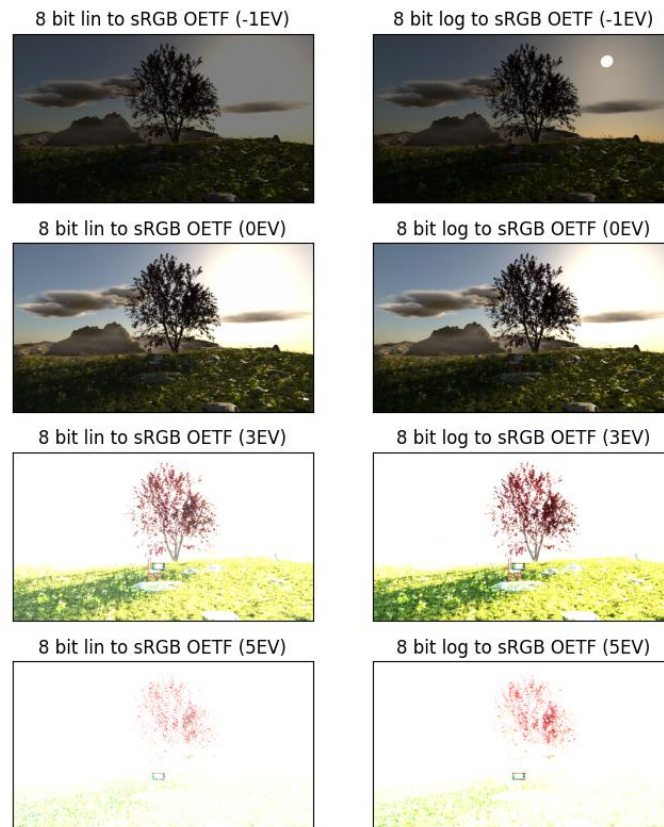 8 bit lin to sRGB OETF (-1EV)
8 bit log to sRGB OETF (-1EV)
8 bit lin to sRGB OETF (0EV)
8 bit log to sRGB OETF (0EV)
8 bit lin to sRGB OETF (3EV)
8 bit log to sRGB OETF (3EV)
8 bit lin to sRGB OETF (5EV)
8 bit log to sRGB OETF (5EV)